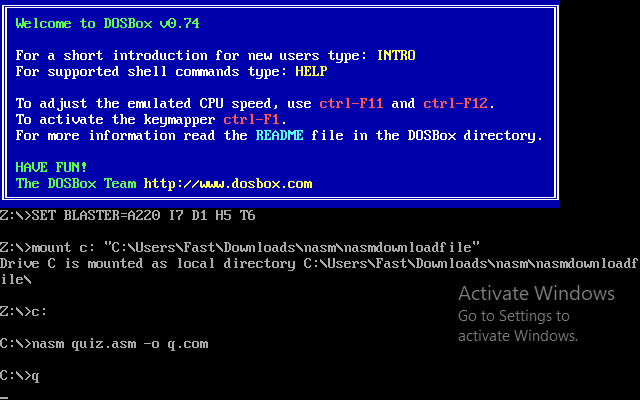 Welcome to DOSBox v0.74
For a short introduction for new users type: INTRO
For supported shell commands type: HELP
To adjust the emulated CPU speed, use ctrl-F11 and ctrl-F12.
To activate the keymapper ctrl-F1.
For more information read the README file in the DOSBox directory.
HAVE FUN!
The DOSBox Team http://www.dosbox.com
Z:\>SET BLASTER=A220 I7 D1 H5 T6
Z:\>mount c: "C:\Users\Fast\Downloads\nasm\nasmdownloadfile"
Drive C is mounted as local directory C:\Users\Fast\Downloads\nasm\nasmdownloadf
ile\
Z:\>c:
C:\>nasm quiz.asm -o q.com
C:\>q
Activate Windows
Go to Settings to
activate Windows.